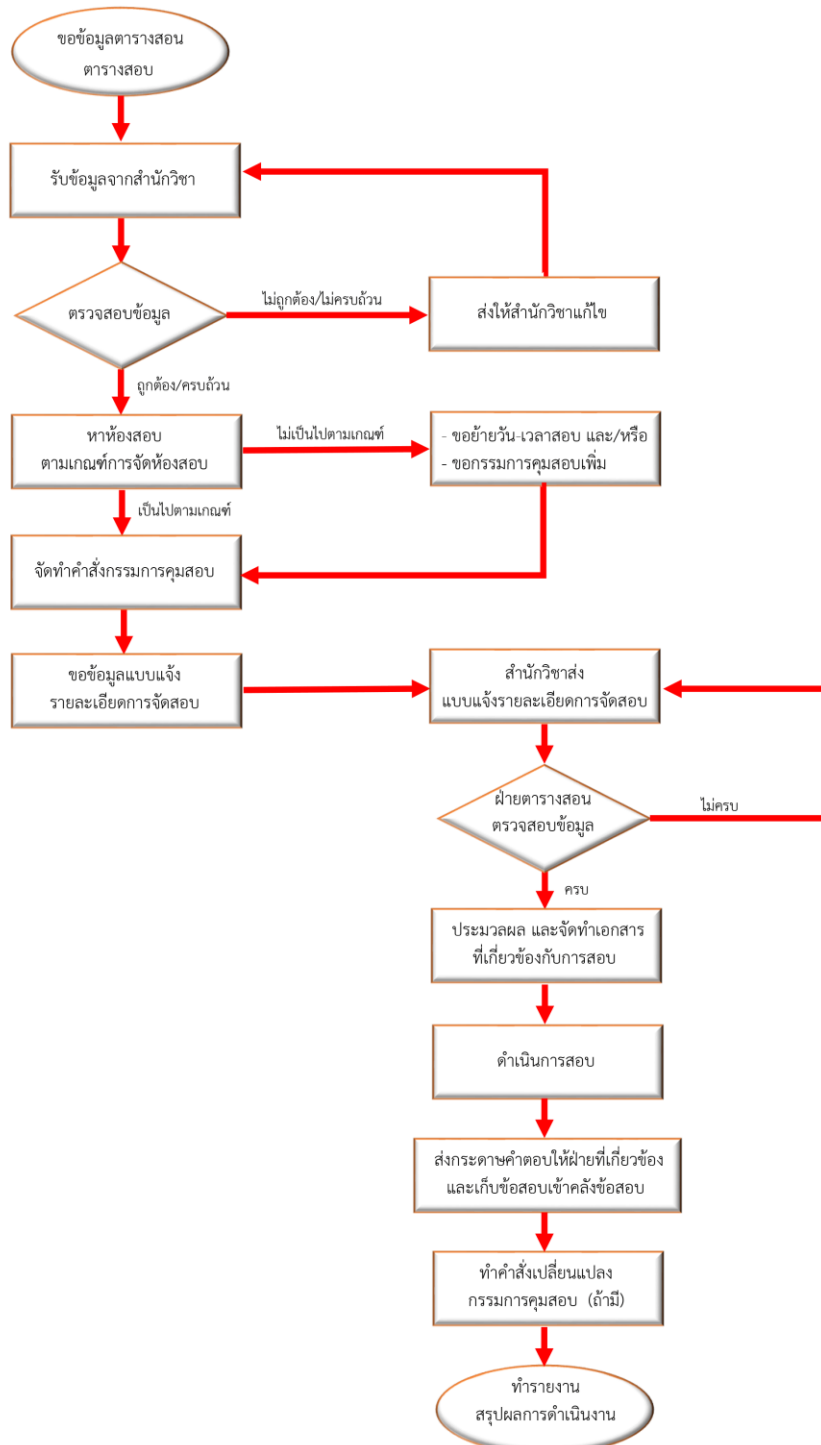 ขอข้อมูลตารางสอน
ตารางสอบ
รับข้อมูลจากสำนักวิชา
ตรวจสอบข้อมูล
ไม่ถูกต้อง/ไม่ครบถ้วน
ส่งให้สำนักวิชาแก้ไข
ถูกต้อง/ครบถ้วน
หาห้องสอบ
ตามเกณฑ์การจัดห้องสอบ
ไม่เป็นไปตามเกณฑ์
- ขอย้ายวัน-เวลาสอบ และ/หรือ
- ขอกรรมการคุมสอบเพิ่ม
เป็นไปตามเกณฑ์
จัดทำคำสั่งกรรมการคุมสอบ
ขอข้อมูลแบบแจ้ง
รายละเอียดการจัดสอบ
สำนักวิชาส่ง
แบบแจ้งรายละเอียดการจัดสอบ
ฝ่ายตารางสอน
ตรวจสอบข้อมูล
ไม่ครบ
ครบ
ประมวลผล และจัดทำเอกสาร
ที่เกี่ยวข้องกับการสอบ
ดำเนินการสอบ
ส่งกระดาษคำตอบให้ฝ่ายที่เกี่ยวข้อง
และเก็บข้อสอบเข้าคลังข้อสอบ
ทำคำสั่งเปลี่ยนแปลง
กรรมการคุมสอบ (ถ้ามี)
ทำรายงาน
สรุปผลการดำเนินงาน